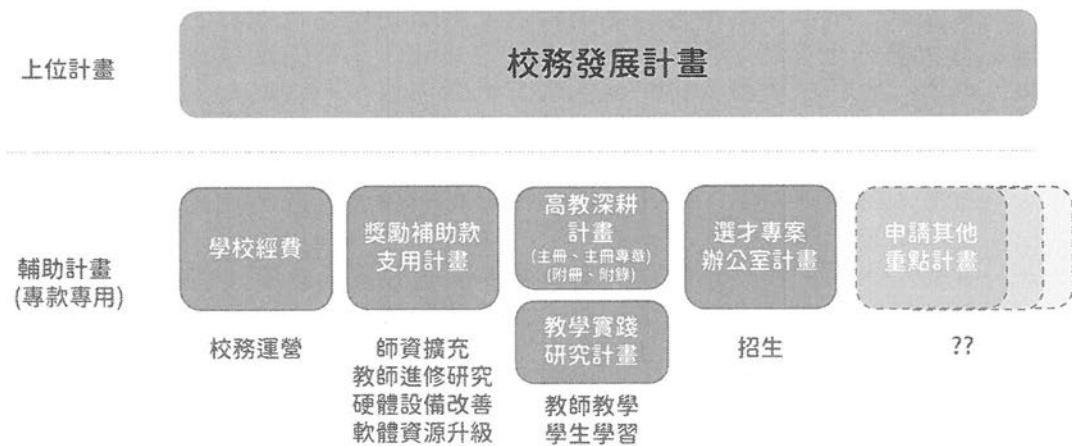 上位計畫
校務發展計畫
輔助計畫
(專款專用)
學校經費
校務運營
獎勵補助款
支用計畫
師資擴充
教師進修研究
硬體設備改善
軟體資源升級
高教深耕
計畫
(主冊、主冊專章)
(附冊、附錄)
教學實踐
研究計畫
教師教學
學生學習
選才專案
辦公室計畫
招生
申請其他
重點計畫
??